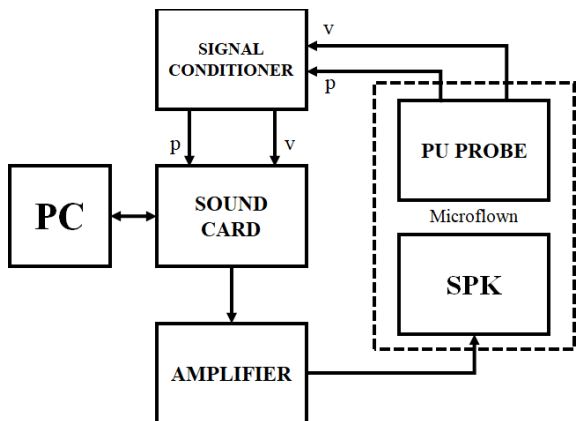 SIGNAL
CONDITIONER
v
p
p
v
PU PROBE
Microflown
SPK
PC
SOUND
CARD
AMPLIFIER